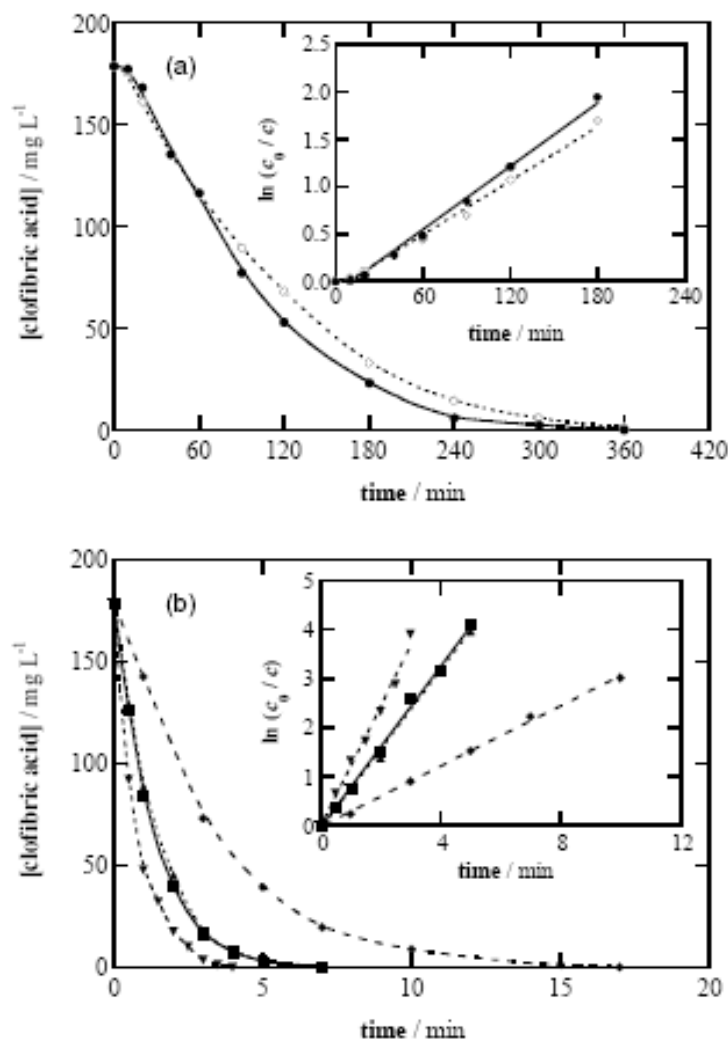 (a)
[clofibric acid] / mg L⁻¹
200
150
100
50
0
0 60 120 180 240 300 360 420
time / min
ln (c₀ / c)
2.5
2.0
1.5
1.0
0.5
0.0
0 60 120 180 240
time / min
(b)
[clofibric acid] / mg L⁻¹
200
150
100
50
0
0 5 10 15 20
time / min
ln (c₀ / c)
5
4
3
2
1
0
0 4 8 12
time / min